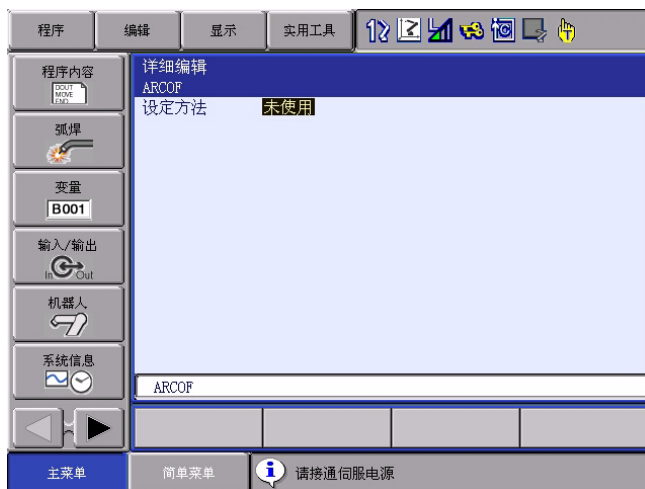 程序 编辑 显示 实用工具
程序内容
DOUT
MOVE
END
弧焊
变量
B001
输入/输出
In Out
机器人
系统信息
详细编辑
ARCOF
设定方法 未使用
ARCOF
主菜单 简单菜单 请接通伺服电源